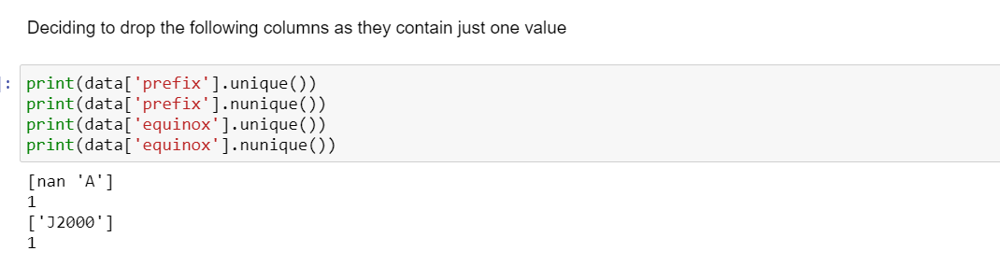 Deciding to drop the following columns as they contain just one value
]: print(data['prefix'].unique())
print(data['prefix'].nunique())
print(data['equinox'].unique())
print(data['equinox'].nunique())
[nan 'A']
1
['J2000']
1